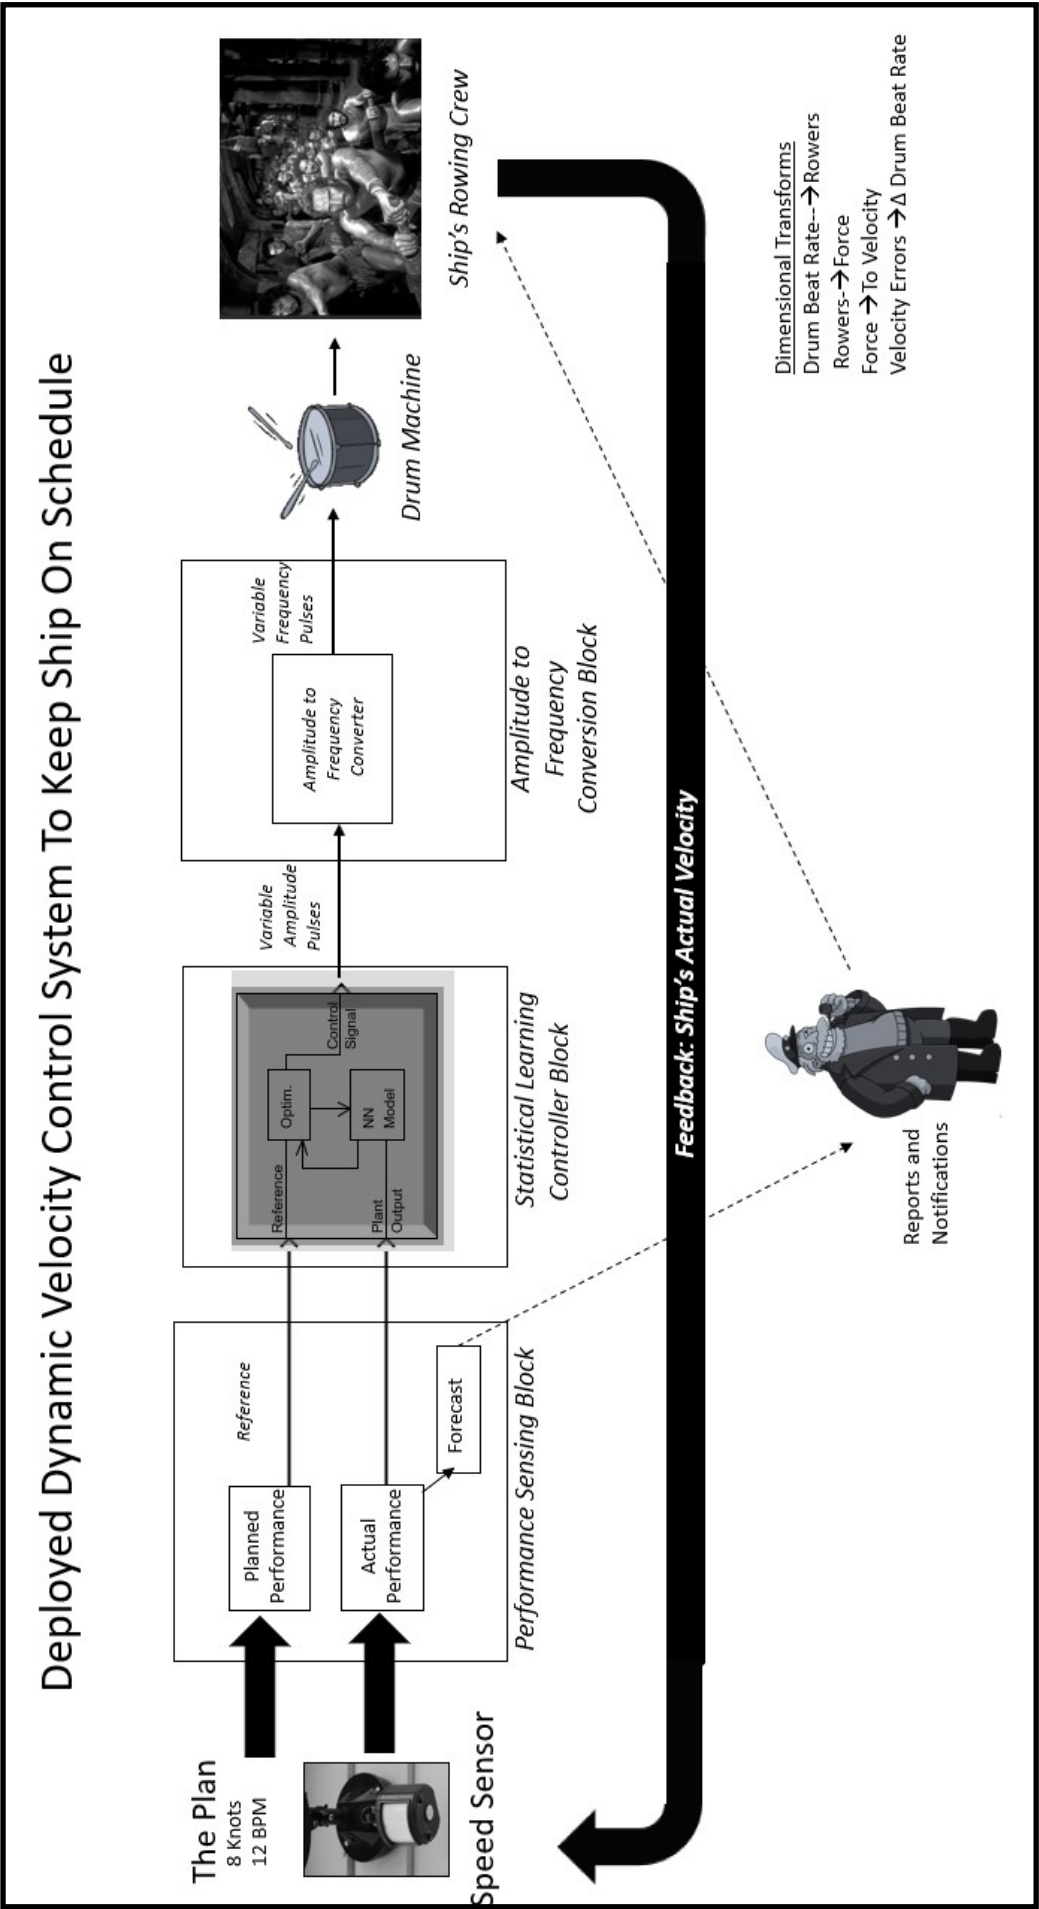 Deployed Dynamic Velocity Control System To Keep Ship On Schedule
The Plan
8 Knots
12 BPM
Speed Sensor
Planned
Performance
Reference
Actual
Performance
Forecast
Performance Sensing Block
Reference
Optim.
Plant
Output
NN
Model
Control
Signal
Statistical Learning
Controller Block
Variable
Amplitude
Pulses
Amplitude to
Frequency
Converter
Variable
Frequency
Pulses
Amplitude to
Frequency
Conversion Block
Drum Machine
Ship's Rowing Crew
Feedback: Ship's Actual Velocity
Reports and
Notifications
Dimensional Transforms
Drum Beat Rate--→Rowers
Rowers-→Force
Force →To Velocity
Velocity Errors →Δ Drum Beat Rate